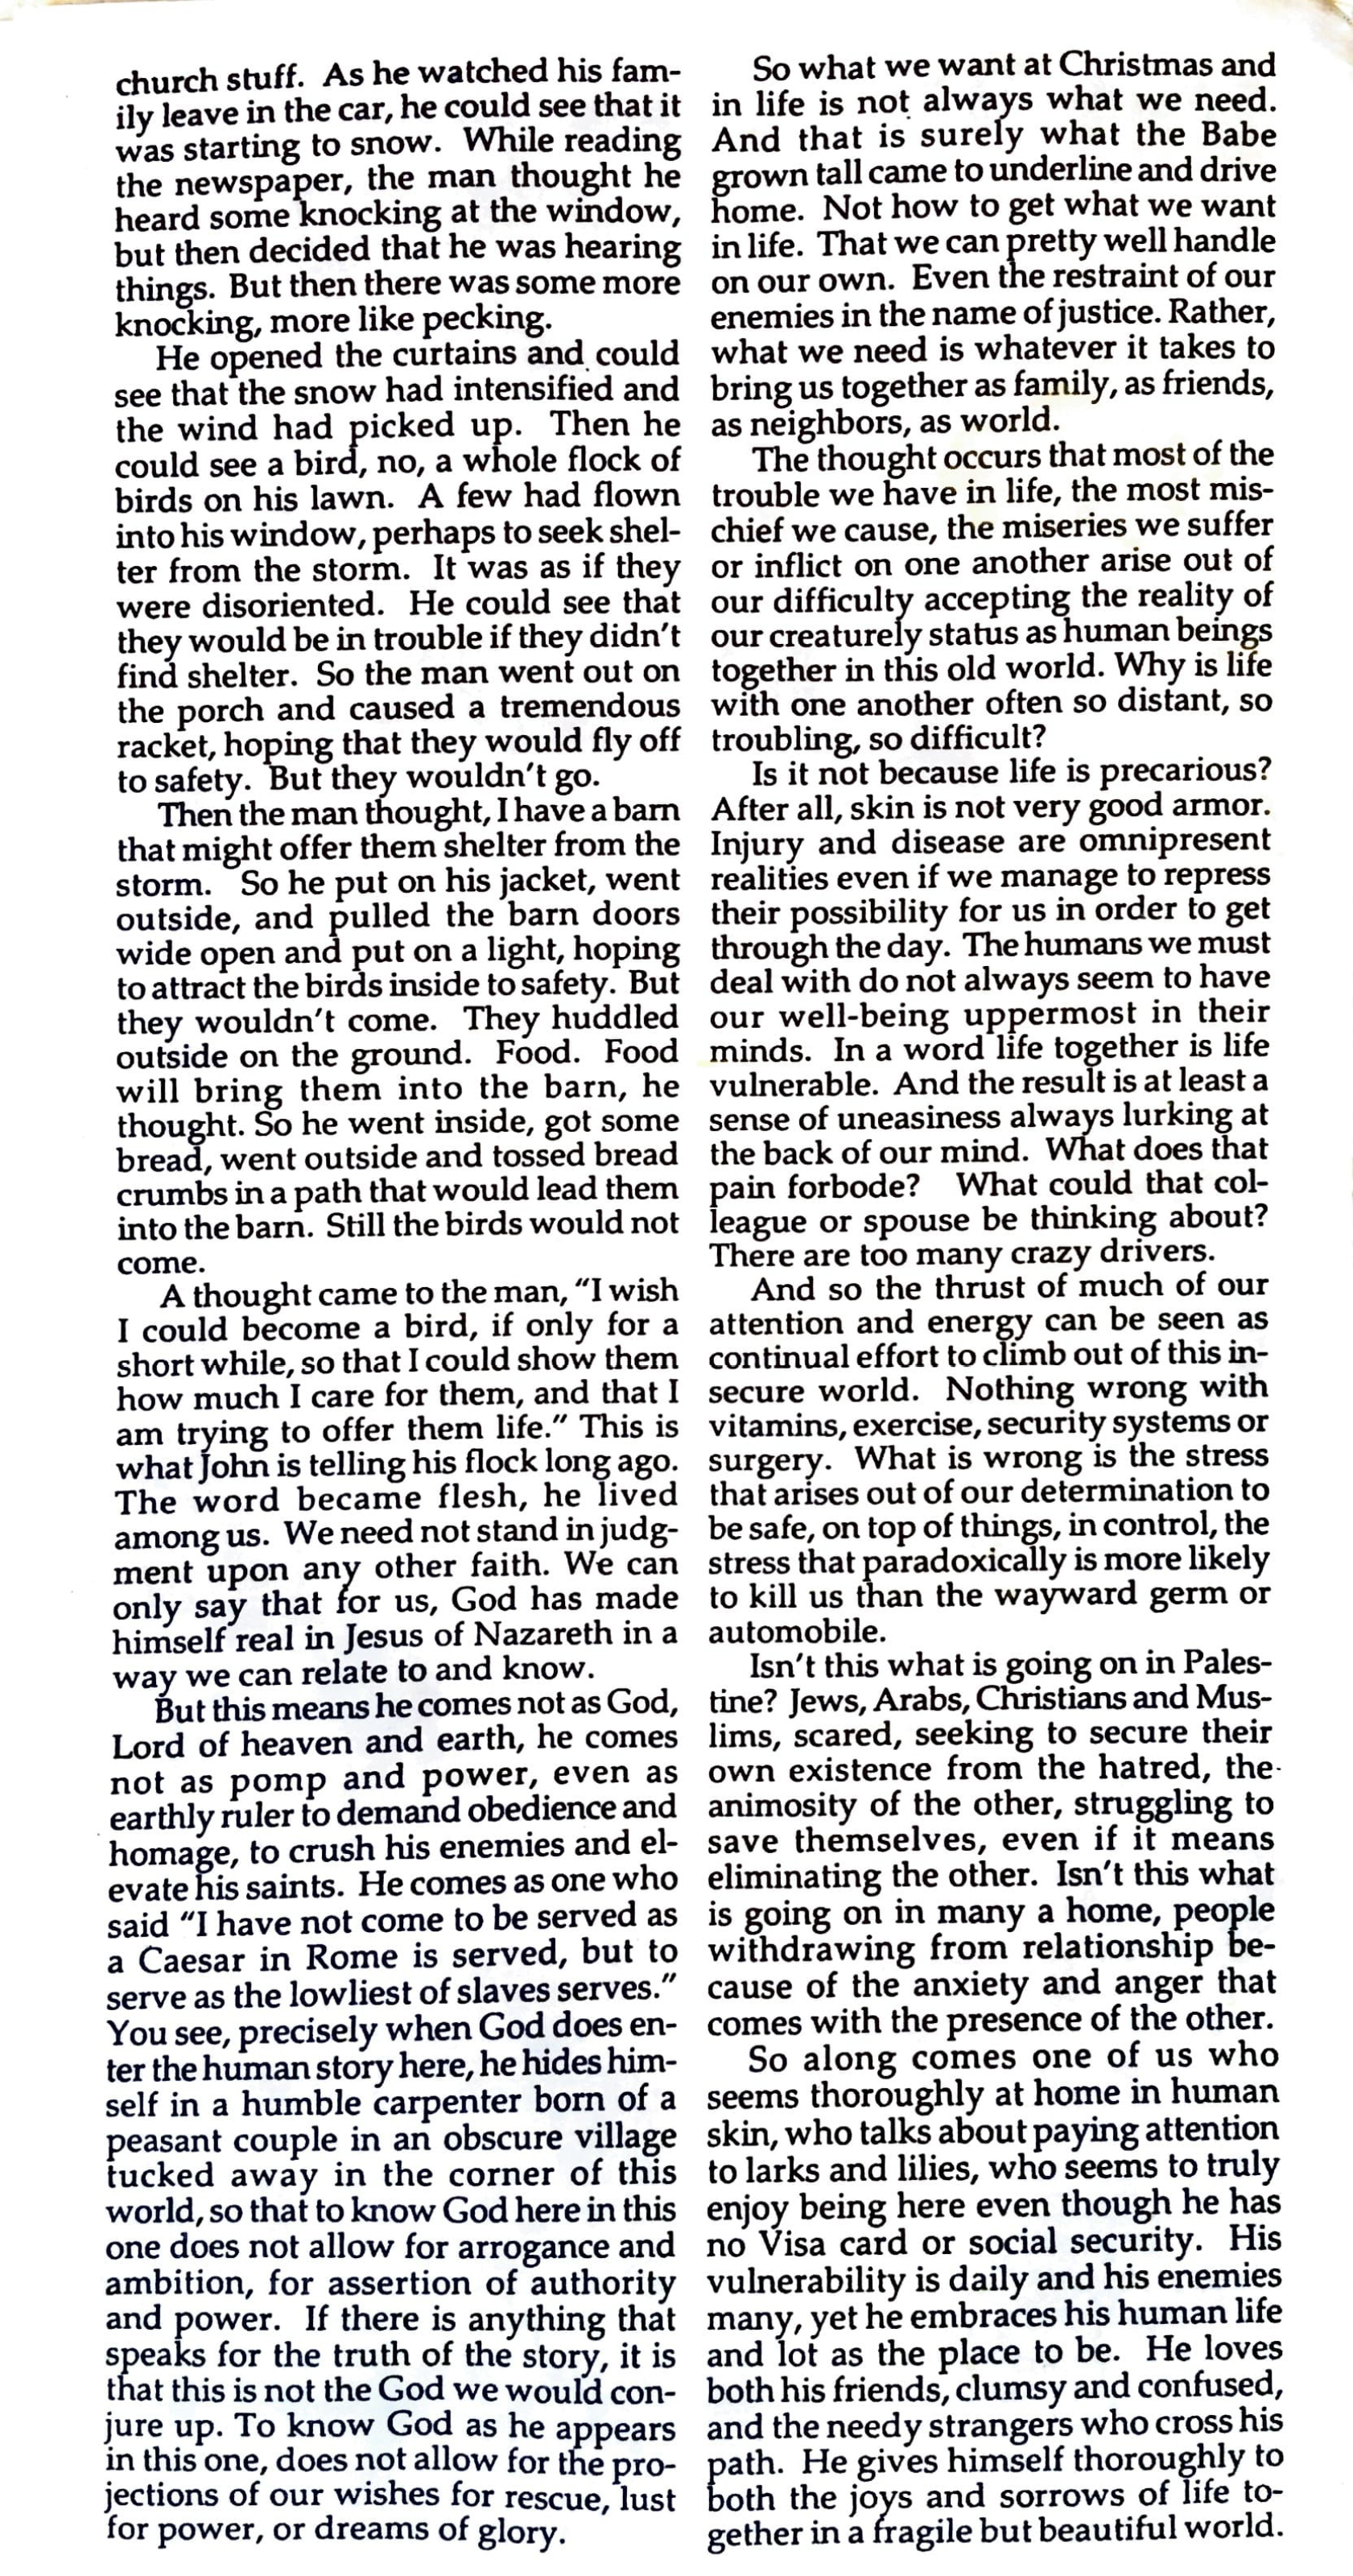 church stuff. As he watched his fam-
ily leave in the car, he could see that it
was starting to snow. While reading
the newspaper, the man thought he
heard some knocking at the window,
but then decided that he was hearing
things. But then there was some more
knocking, more like pecking.
He opened the curtains and could
see that the snow had intensified and
the wind had picked up. Then he
could see a bird, no, a whole flock of
birds on his lawn. A few had flown
into his window, perhaps to seek shel-
ter from the storm. It was as if they
were disoriented. He could see that
they would be in trouble if they didn't
find shelter. So the man went out on
the porch and caused a tremendous
racket, hoping that they would fly off
to safety. But they wouldn't go.
Then the man thought, I have a barn
that might offer them shelter from the
storm. So he put on his jacket, went
outside, and pulled the barn doors
wide open and put on a light, hoping
to attract the birds inside to safety. But
they wouldn't come. They huddled
outside on the ground. Food. Food
will bring them into the barn, he
thought. So he went inside, got some
bread, went outside and tossed bread
crumbs in a path that would lead them
into the barn. Still the birds would not
come.
A thought came to the man, "I wish
I could become a bird, if only for a
short while, so that I could show them
how much I care for them, and that I
am trying to offer them life." This is
what John is telling his flock long ago.
The word became flesh, he lived
among us. We need not stand in judg-
ment upon any other faith. We can
only say that for us, God has made
himself real in Jesus of Nazareth in a
way we can relate to and know.
But this means he comes not as God,
Lord of heaven and earth, he comes
not as pomp and power, even as
earthly ruler to demand obedience and
homage, to crush his enemies and el-
evate his saints. He comes as one who
said "I have not come to be served as
a Caesar in Rome is served, but to
serve as the lowliest of slaves serves."
You see, precisely when God does en-
ter the human story here, he hides him-
self in a humble carpenter born of a
peasant couple in an obscure village
tucked away in the corner of this
world, so that to know God here in this
one does not allow for arrogance and
ambition, for assertion of authority
and power. If there is anything that
speaks for the truth of the story, it is
that this is not the God we would con-
jure up. To know God as he appears
in this one, does not allow for the pro-
jections of our wishes for rescue, lust
for power, or dreams of glory.
So what we want at Christmas and
in life is not always what we need.
And that is surely what the Babe
grown tall came to underline and drive
home. Not how to get what we want
in life. That we can pretty well handle
on our own. Even the restraint of our
enemies in the name of justice. Rather,
what we need is whatever it takes to
bring us together as family, as friends,
as neighbors, as world.
The thought occurs that most of the
trouble we have in life, the most mis-
chief we cause, the miseries we suffer
or inflict on one another arise out of
our difficulty accepting the reality of
our creaturely status as human beings
together in this old world. Why is life
with one another often so distant, so
troubling, so difficult?
Is it not because life is precarious?
After all, skin is not very good armor.
Injury and disease are omnipresent
realities even if we manage to repress
their possibility for us in order to get
through the day. The humans we must
deal with do not always seem to have
our well-being uppermost in their
minds. In a word life together is life
vulnerable. And the result is at least a
sense of uneasiness always lurking at
the back of our mind. What does that
pain forbode? What could that col-
league or spouse be thinking about?
There are too many crazy drivers.
And so the thrust of much of our
attention and energy can be seen as
continual effort to climb out of this in-
secure world. Nothing wrong with
vitamins, exercise, security systems or
surgery. What is wrong is the stress
that arises out of our determination to
be safe, on top of things, in control, the
stress that paradoxically is more likely
to kill us than the wayward germ or
automobile.
Isn't this what is going on in Pales-
tine? Jews, Arabs, Christians and Mus-
lims, scared, seeking to secure their
own existence from the hatred, the
animosity of the other, struggling to
save themselves, even if it means
eliminating the other. Isn't this what
is going on in many a home, people
withdrawing from relationship be-
cause of the anxiety and anger that
comes with the presence of the other.
So along comes one of us who
seems thoroughly at home in human
skin, who talks about paying attention
to larks and lilies, who seems to truly
enjoy being here even though he has
no Visa card or social security. His
vulnerability is daily and his enemies
many, yet he embraces his human life
and lot as the place to be. He loves
both his friends, clumsy and confused,
and the needy strangers who cross his
path. He gives himself thoroughly to
both the joys and sorrows of life to-
gether in a fragile but beautiful world.